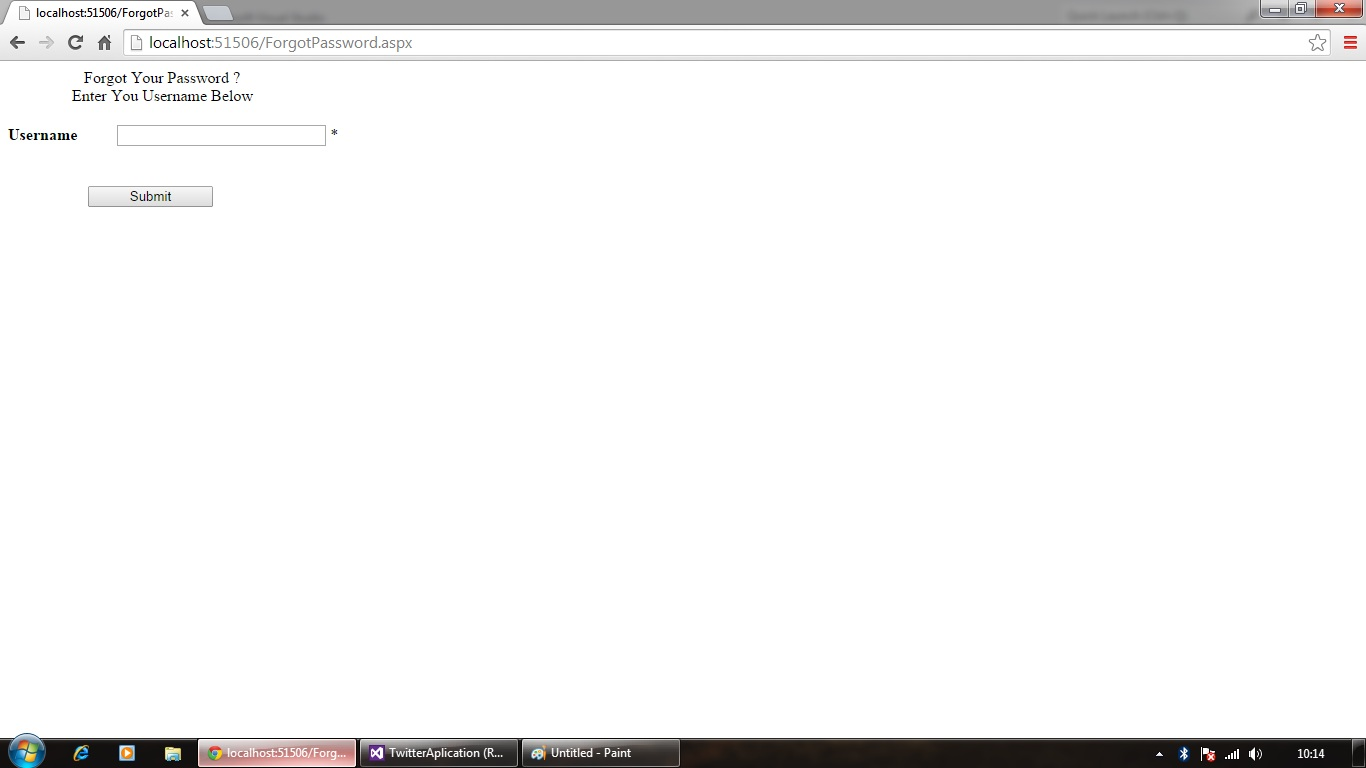 localhost:51506/ForgotPas
localhost:51506/ForgotPassword.aspx
Forgot Your Password ?
Enter You Username Below
Username *
Submit
localhost:51506/Forg... TwitterAplication (R... Untitled - Paint 10:14